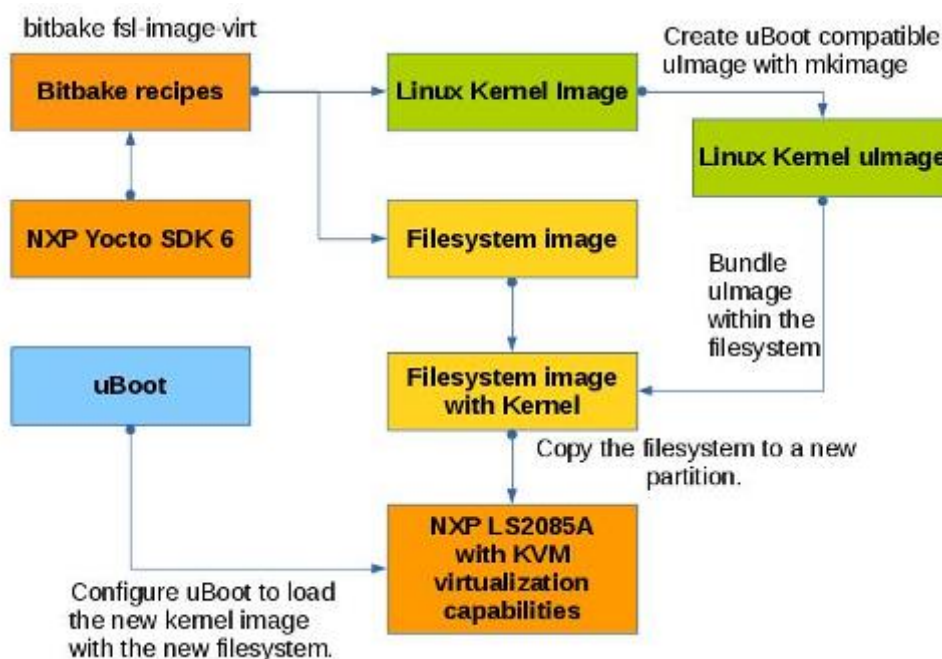 bitbake fsl-image-virt
Bitbake recipes
Linux Kernel Image
Create uBoot compatible
uImage with mkimage
Linux Kernel uImage
NXP Yocto SDK 6
Filesystem image
Bundle
uImage
within the
filesystem
uBoot
Filesystem image
with Kernel
Copy the filesystem to a new
partition.
NXP LS2085A
with KVM
virtualization
capabilities
Configure uBoot to load
the new kernel image
with the new filesystem.